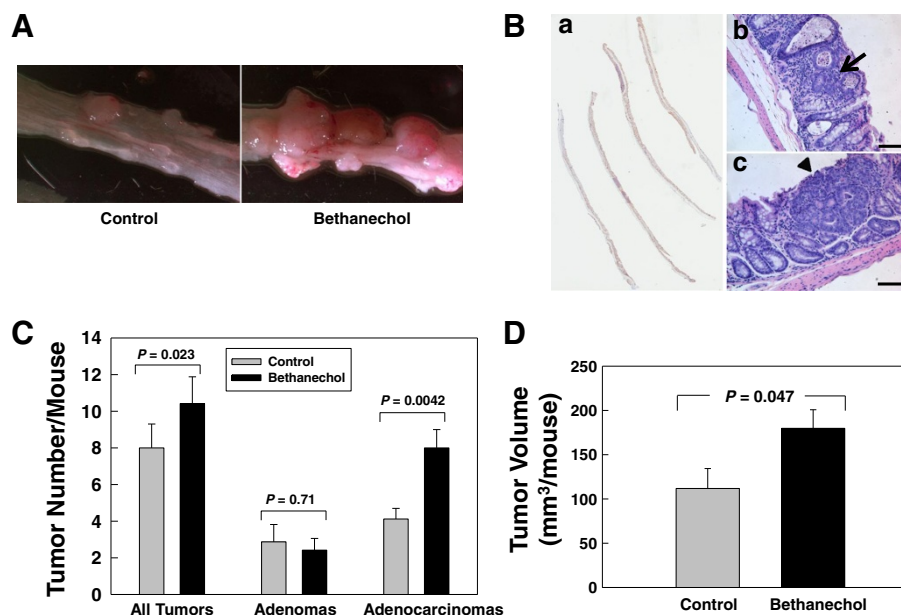 A
Control
Bethanechol
B
a
b
c
C
Tumor Number/Mouse
14
12
10
8
6
4
2
0
P = 0.023
Control
Bethanechol
P = 0.71
P = 0.0042
All Tumors
Adenomas
Adenocarcinomas
D
Tumor Volume
(mm³/mouse)
250
200
150
100
50
0
P = 0.047
Control
Bethanechol